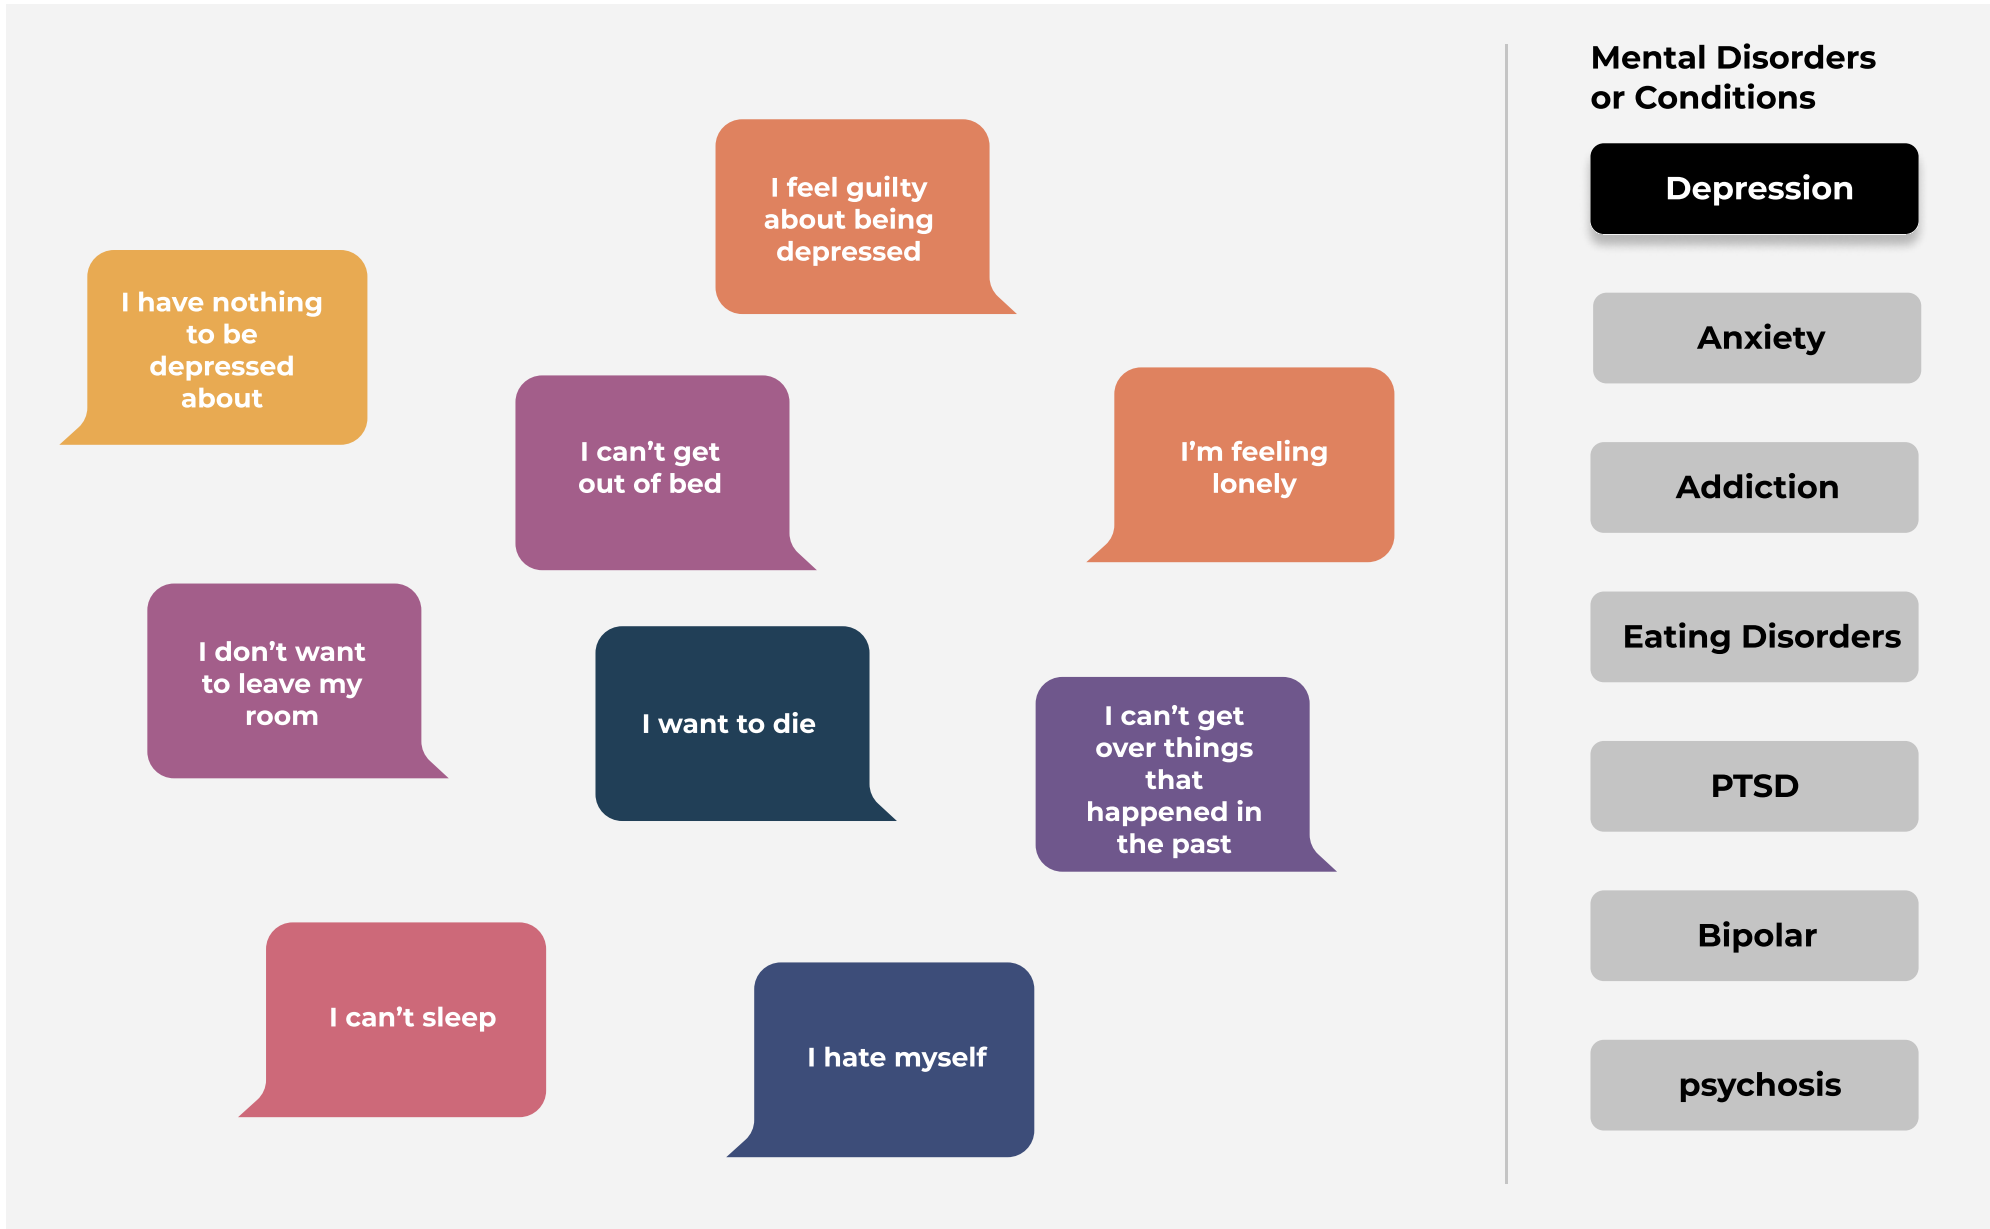 Mental Disorders
or Conditions
Depression
Anxiety
Addiction
Eating Disorders
PTSD
Bipolar
psychosis
I feel guilty
about being
depressed
I have nothing
to be
depressed
about
I can’t get
out of bed
I’m feeling
lonely
I don’t want
to leave my
room
I want to die
I can’t get
over things
that
happened in
the past
I can’t sleep
I hate myself